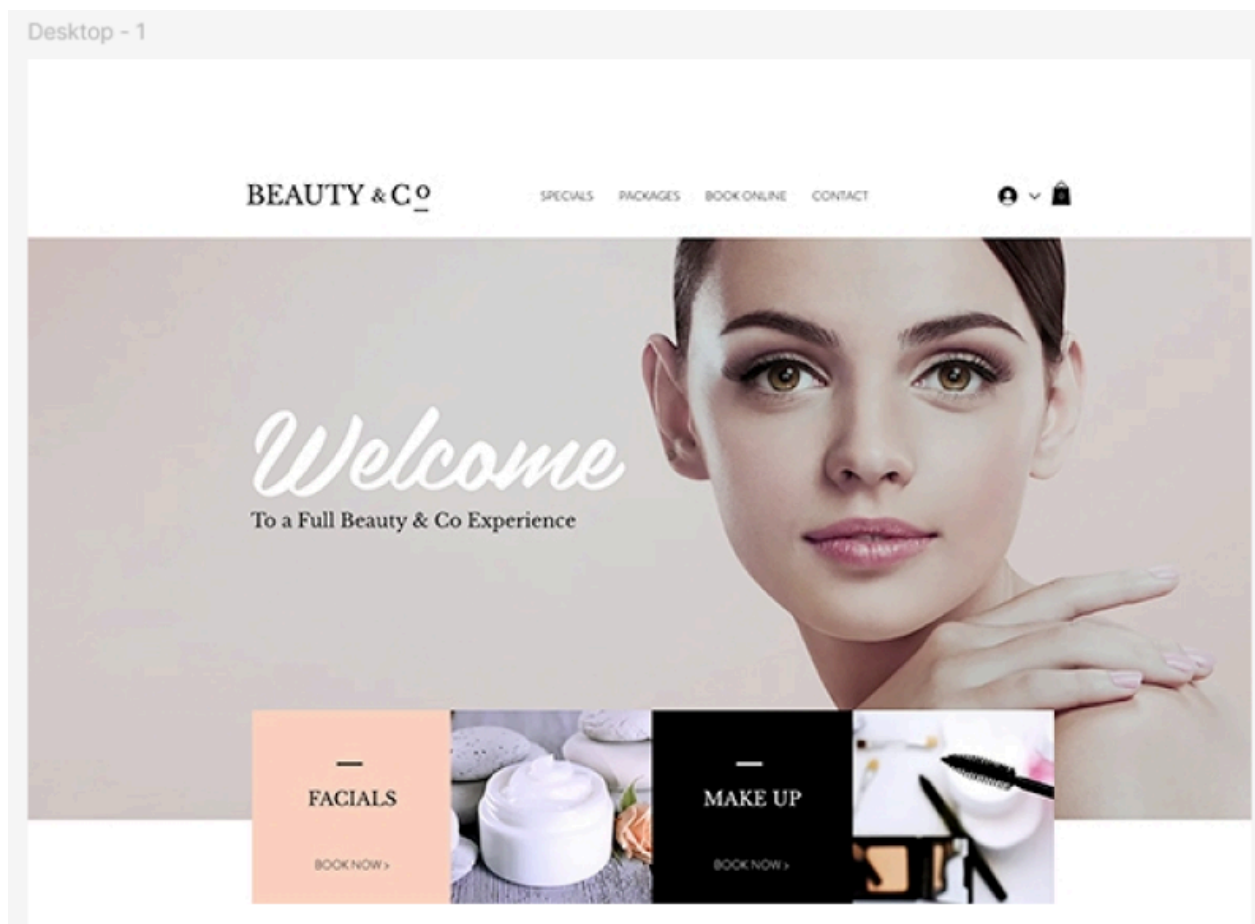 Desktop - 1
BEAUTY & Co
SPECIALS PACKAGES BOOK ONLINE CONTACT
Welcome
To a Full Beauty & Co Experience
FACIALS
MAKE UP
BOOK NOW >
BOOK NOW >